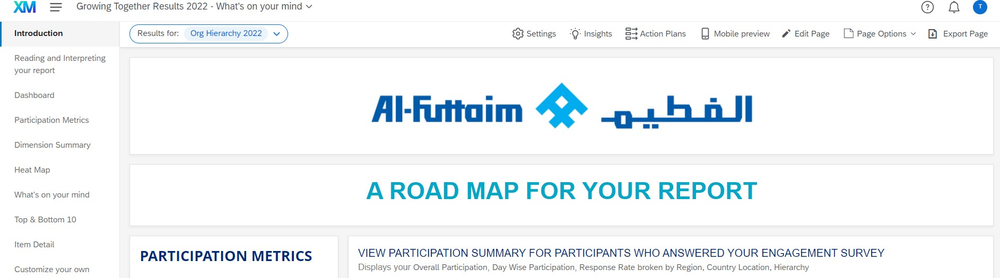 XM
Growing Together Results 2022 - What's on your mind
T
Introduction
Reading and Interpreting
your report
Dashboard
Participation Metrics
Dimension Summary
Heat Map
What's on your mind
Top & Bottom 10
Item Detail
Customize your own
Results for: Org Hierarchy 2022
Settings
Insights
Action Plans
Mobile preview
Edit Page
Page Options
Export Page
Al-Futtaim الفطيم
A ROAD MAP FOR YOUR REPORT
PARTICIPATION METRICS
VIEW PARTICIPATION SUMMARY FOR PARTICIPANTS WHO ANSWERED YOUR ENGAGEMENT SURVEY
Displays your Overall Participation, Day Wise Participation, Response Rate broken by Region, Country Location, Hierarchy